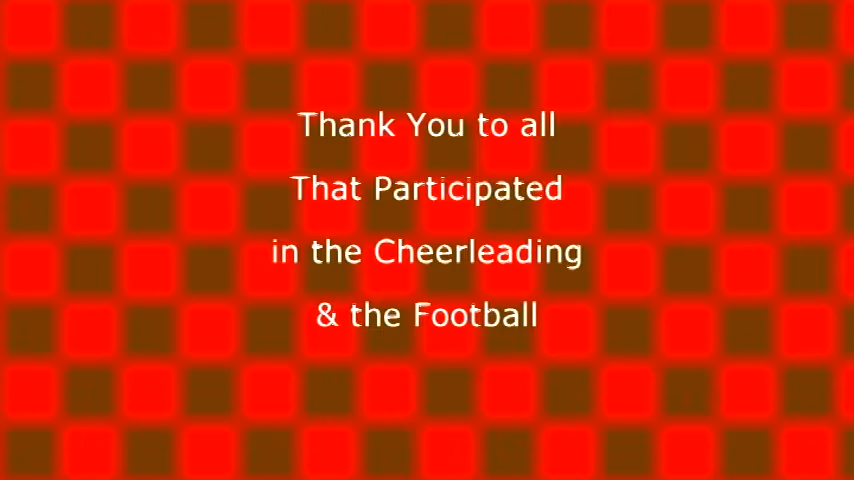 Thank You to all
That Participated
in the Cheerleading
& the Football